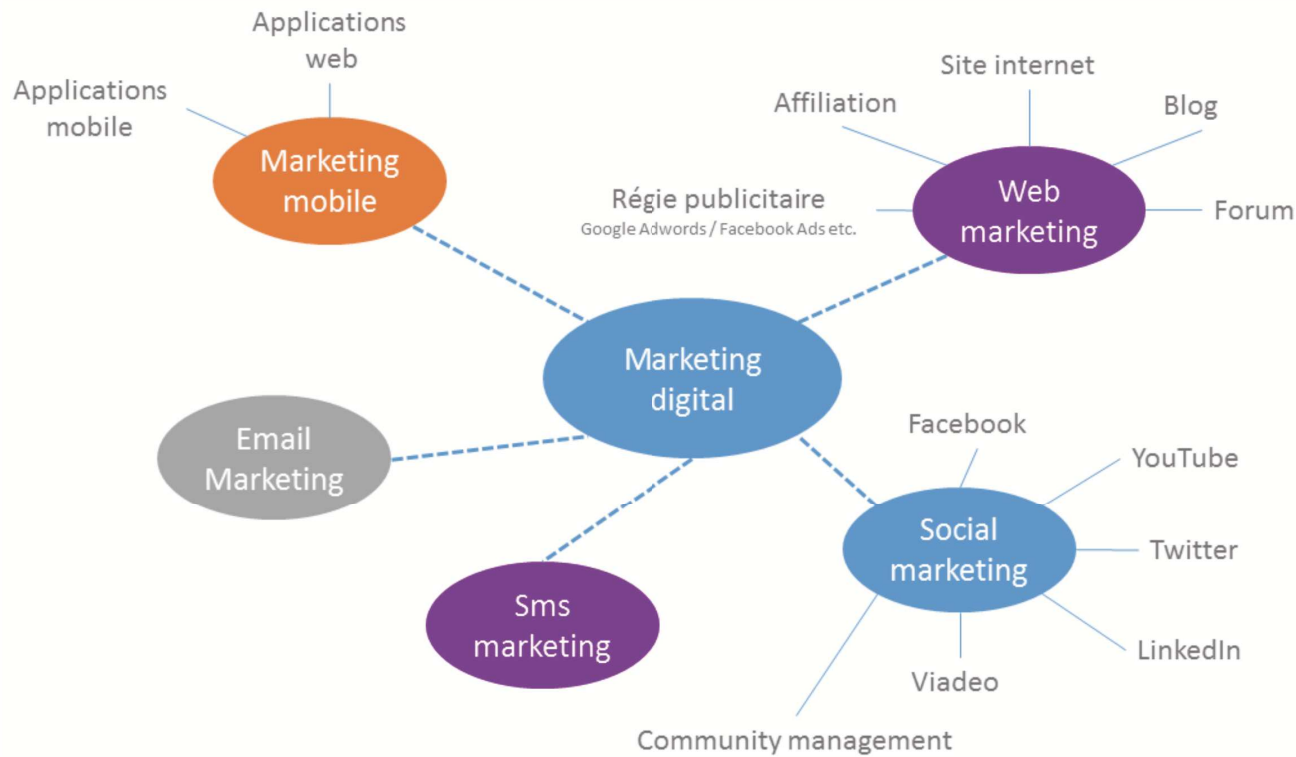 Applications
web
Applications
mobile
Marketing
mobile
Site internet
Affiliation
Blog
Régie publicitaire
Google Adwords / Facebook Ads etc.
Web
marketing
Forum
Marketing
digital
Email
Marketing
Sms
marketing
Facebook
YouTube
Social
marketing
Twitter
LinkedIn
Viadeo
Community management